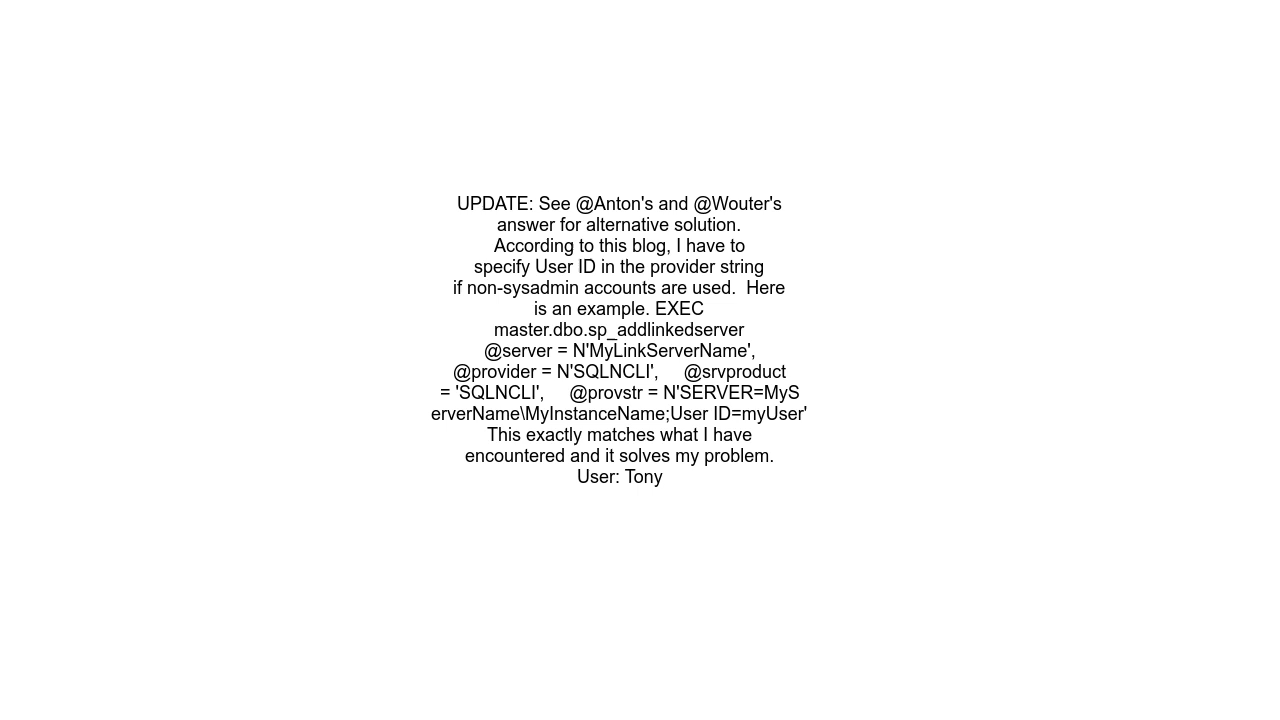 UPDATE: See @Anton's and @Wouter's
answer for alternative solution.
According to this blog, I have to
specify User ID in the provider string
if non-sysadmin accounts are used.  Here
is an example. EXEC
master.dbo.sp_addlinkedserver
@server = N'MyLinkServerName',
@provider = N'SQLNCLI',     @srvproduct
= 'SQLNCLI',     @provstr = N'SERVER=MyS
erverName\MyInstanceName;User ID=myUser'
This exactly matches what I have
encountered and it solves my problem.
User: Tony